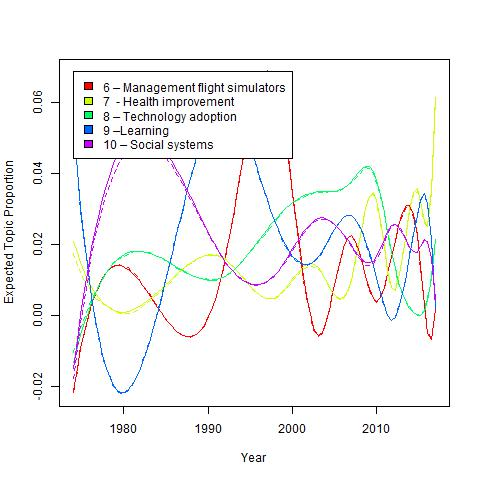 6 – Management flight simulators
7  - Health improvement
8 – Technology adoption
9 –Learning
10 – Social systems
Expected Topic Proportion
0.06
0.04
0.02
0.00
-0.02
1980 1990 2000 2010
Year